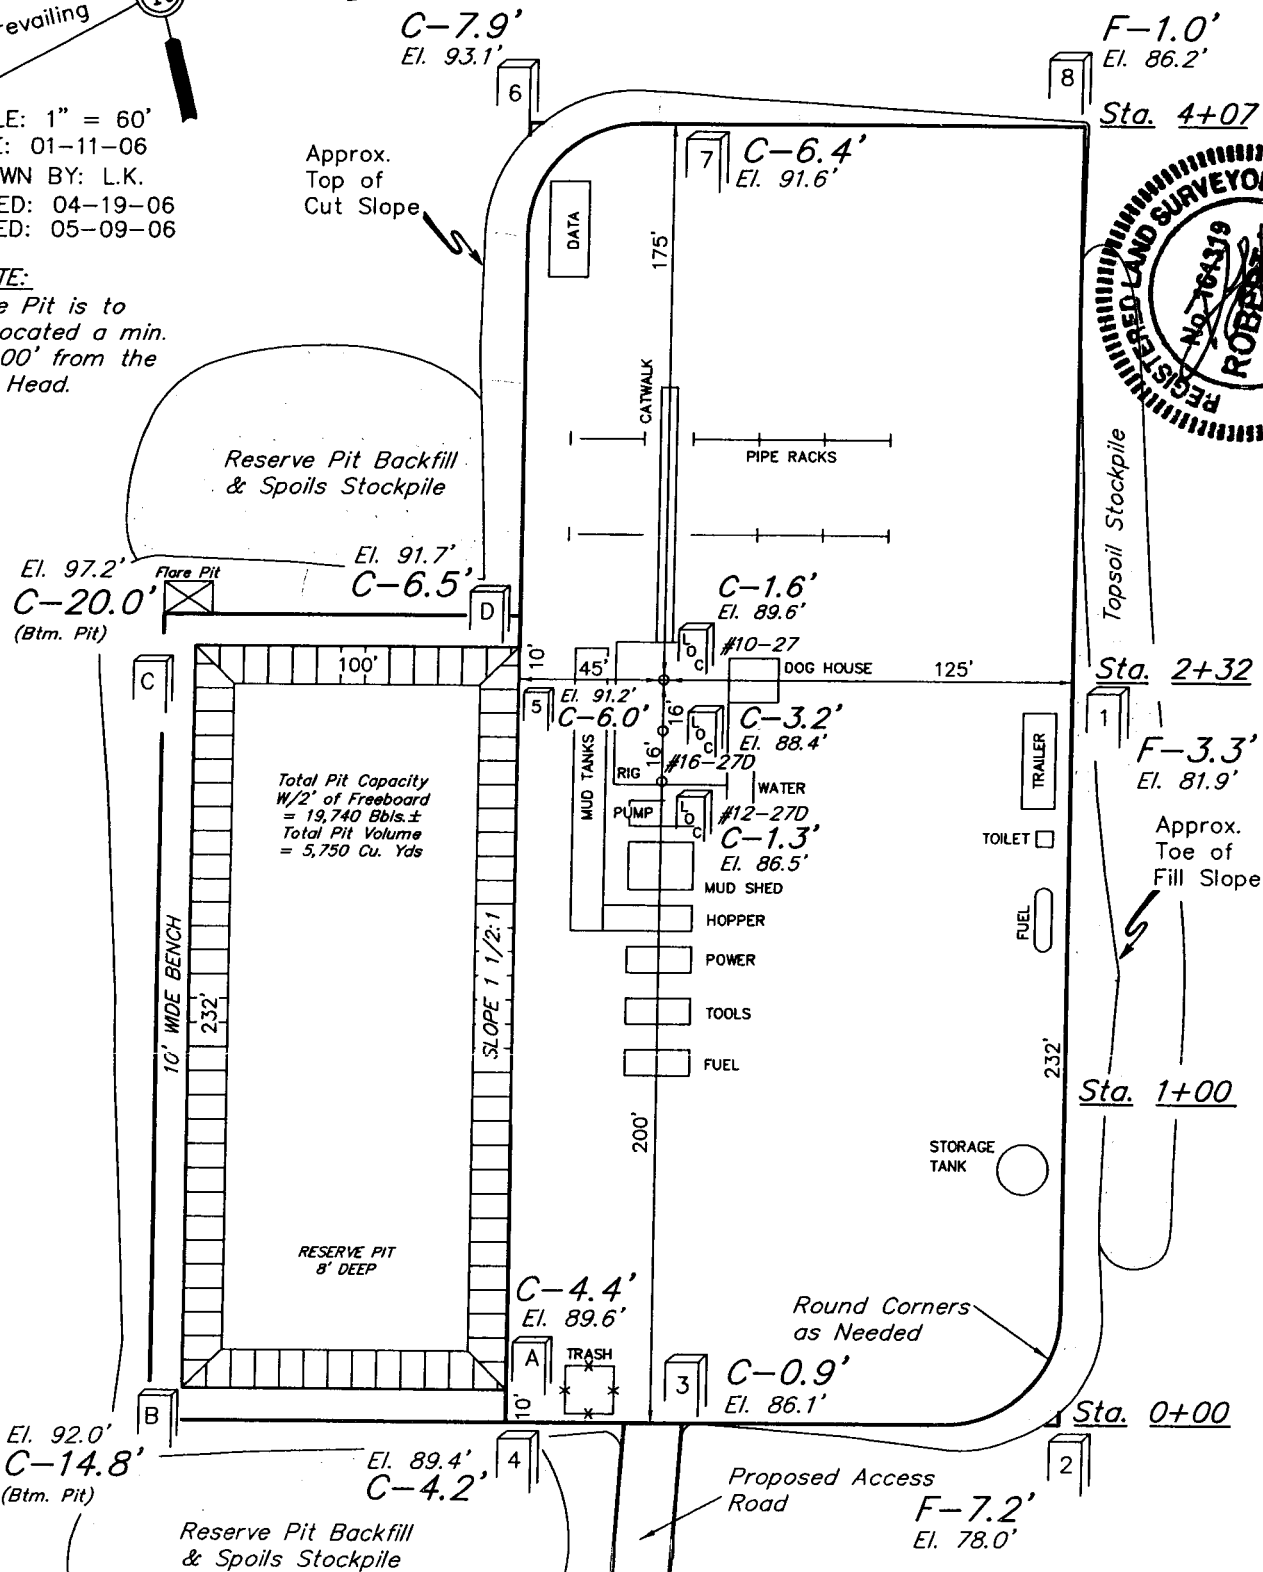 revailing
C-7.9'
El. 93.1'
F-1.0'
El. 86.2'
6
8
Sta. 4+07
LE: 1" = 60'
E: 01-11-06
WN BY: L.K.
ED: 04-19-06
ED: 05-09-06
Approx.
Top of
Cut Slope
7
C-6.4'
El. 91.6'
DATA
175'
REGISTERED LAND SURVEYO
No. 164319
ROBERT
TE:
e Pit is to
ocated a min.
00' from the
Head.
CATWALK
PIPE RACKS
Reserve Pit Backfill
& Spoils Stockpile
Topsoil Stockpile
El. 97.2'
C-20.0'
(Btm. Pit)
Flare Pit
El. 91.7'
C-6.5'
D
C-1.6'
El. 89.6'
LOC
#10-27
DOG HOUSE
125'
Sta. 2+32
C
100'
10'
45'
5
El. 91.2'
C-6.0'
16'
LOC
C-3.2'
El. 88.4'
1
F-3.3'
El. 81.9'
16'
#16-27D
MUD TANKS
RIG
WATER
TRAILER
Total Pit Capacity
W/2' of Freeboard
= 19,740 Bbls.±
Total Pit Volume
= 5,750 Cu. Yds
PUMP
LOC
#12-27D
C-1.3'
El. 86.5'
TOILET
Approx.
Toe of
Fill Slope
MUD SHED
HOPPER
FUEL
POWER
TOOLS
FUEL
10' WIDE BENCH
232'
SLOPE 1 1/2:1
232'
Sta. 1+00
200'
STORAGE
TANK
RESERVE PIT
8' DEEP
C-4.4'
El. 89.6'
Round Corners
as Needed
A
TRASH
3
C-0.9'
El. 86.1'
10'
B
Sta. 0+00
El. 92.0'
C-14.8'
(Btm. Pit)
El. 89.4'
C-4.2'
4
2
Proposed Access
Road
F-7.2'
El. 78.0'
Reserve Pit Backfill
& Spoils Stockpile